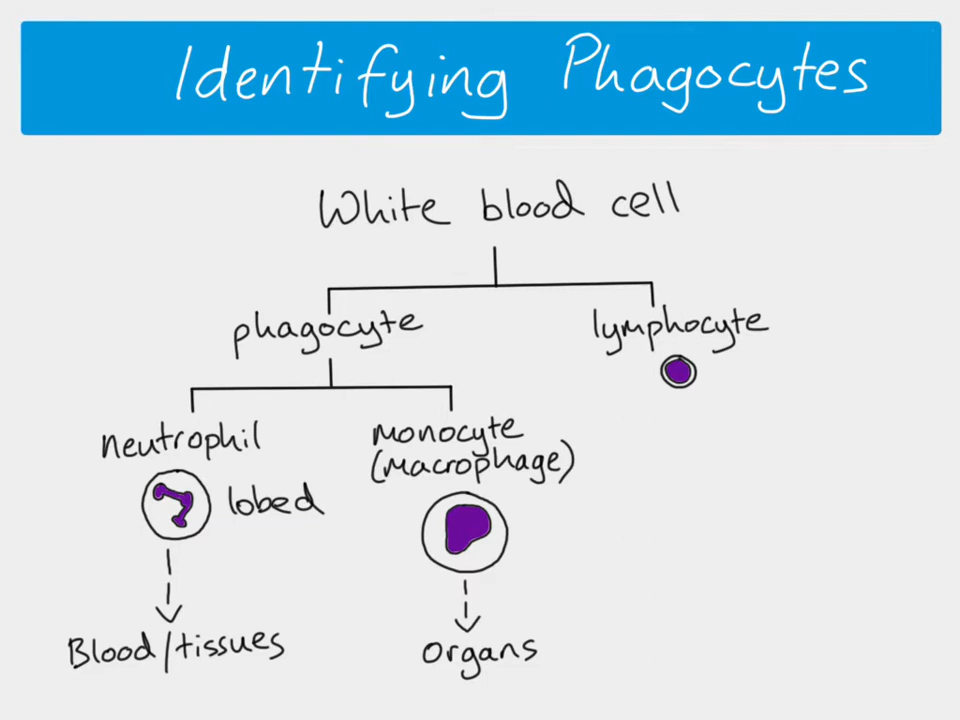 Identifying Phagocytes
White blood cell
phagocyte
lymphocyte
neutrophil
monocyte
(macrophage)
lobed
Blood/tissues
Organs